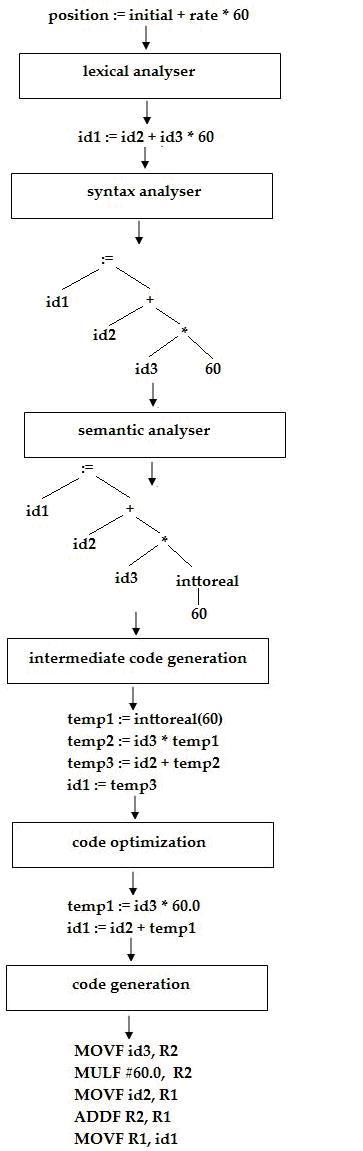 position := initial + rate * 60
lexical analyser
id1 := id2 + id3 * 60
syntax analyser
:=
id1
+
id2
*
id3 60
semantic analyser
:=
id1
+
id2
*
id3
inttoreal
60
intermediate code generation
temp1 := inttoreal(60)
temp2 := id3 * temp1
temp3 := id2 + temp2
id1 := temp3
code optimization
temp1 := id3 * 60.0
id1 := id2 + temp1
code generation
MOVF id3, R2
MULF #60.0, R2
MOVF id2, R1
ADDF R2, R1
MOVF R1, id1